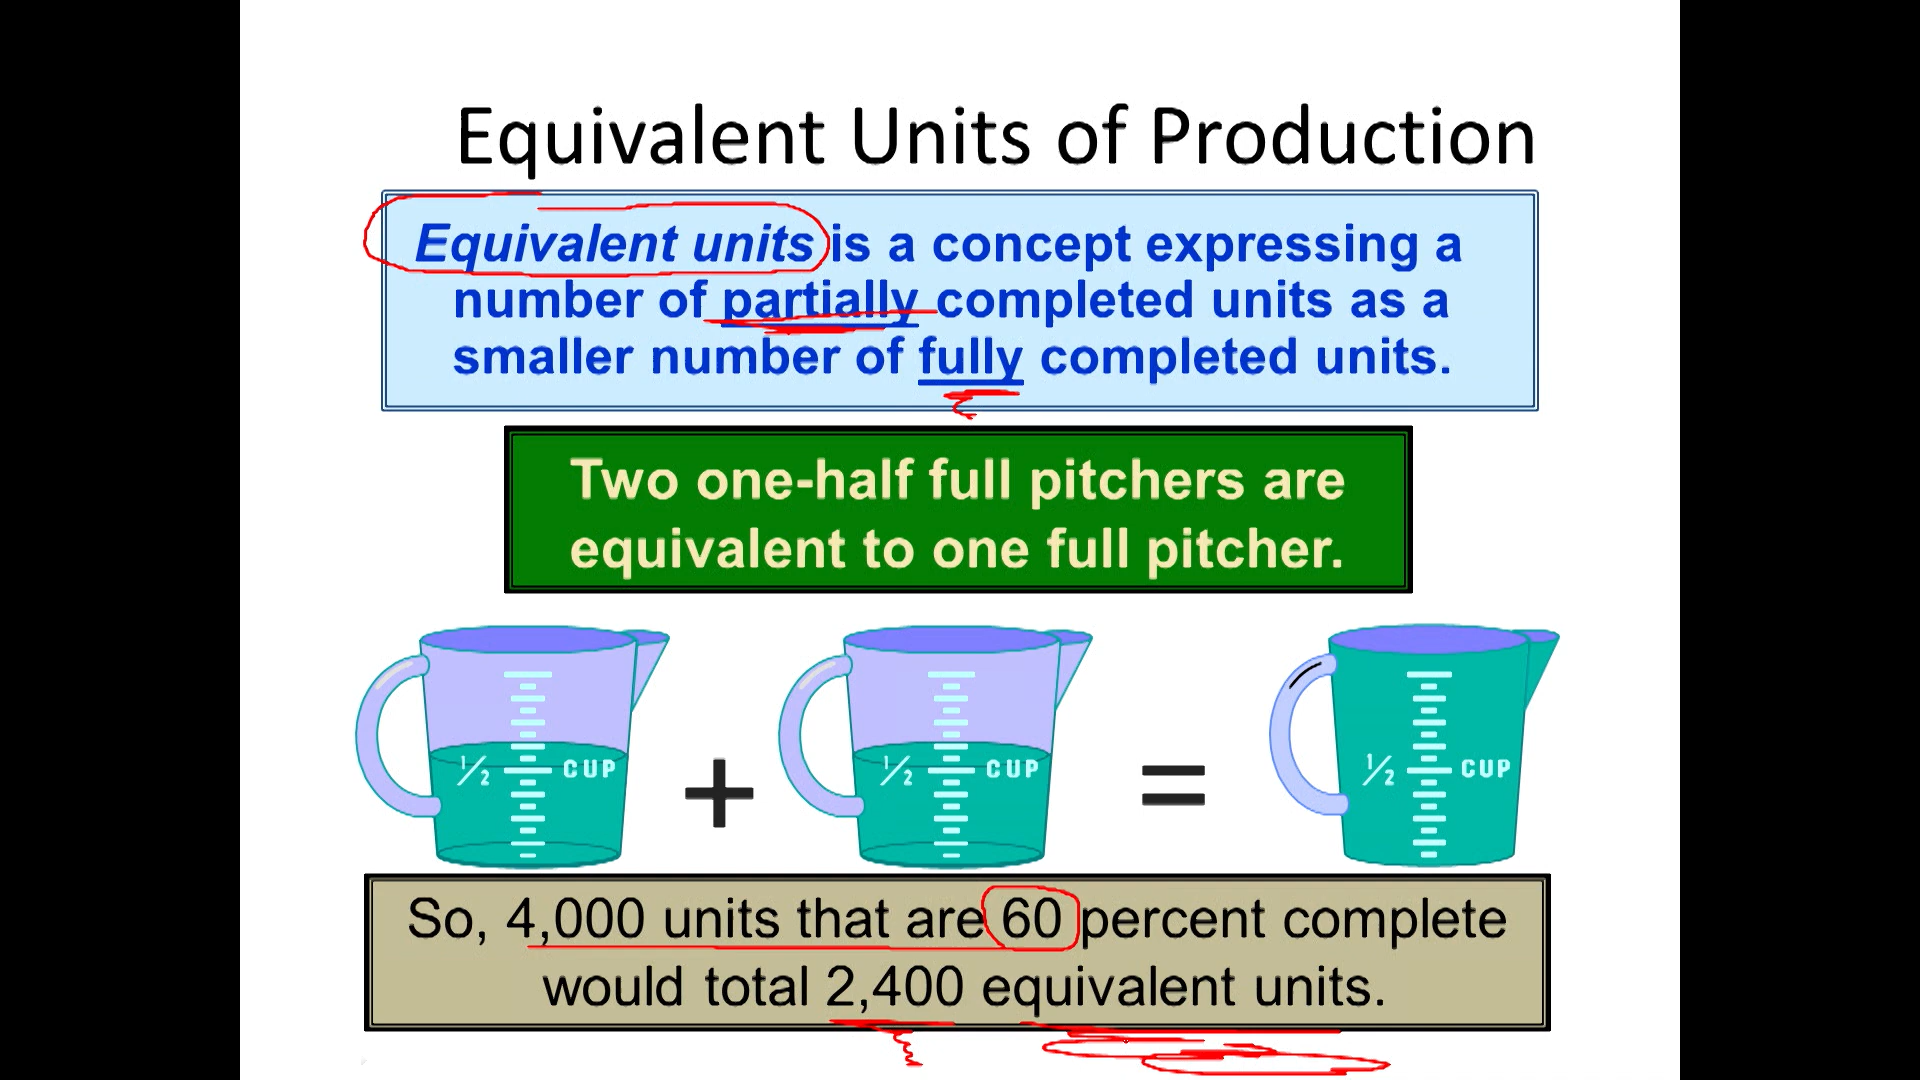 Equivalent Units of Production
Equivalent units is a concept expressing a
number of partially completed units as a
smaller number of fully completed units.
Two one-half full pitchers are
equivalent to one full pitcher.
1/2 CUP + 1/2 CUP = 1/2 CUP
So, 4,000 units that are 60 percent complete
would total 2,400 equivalent units.